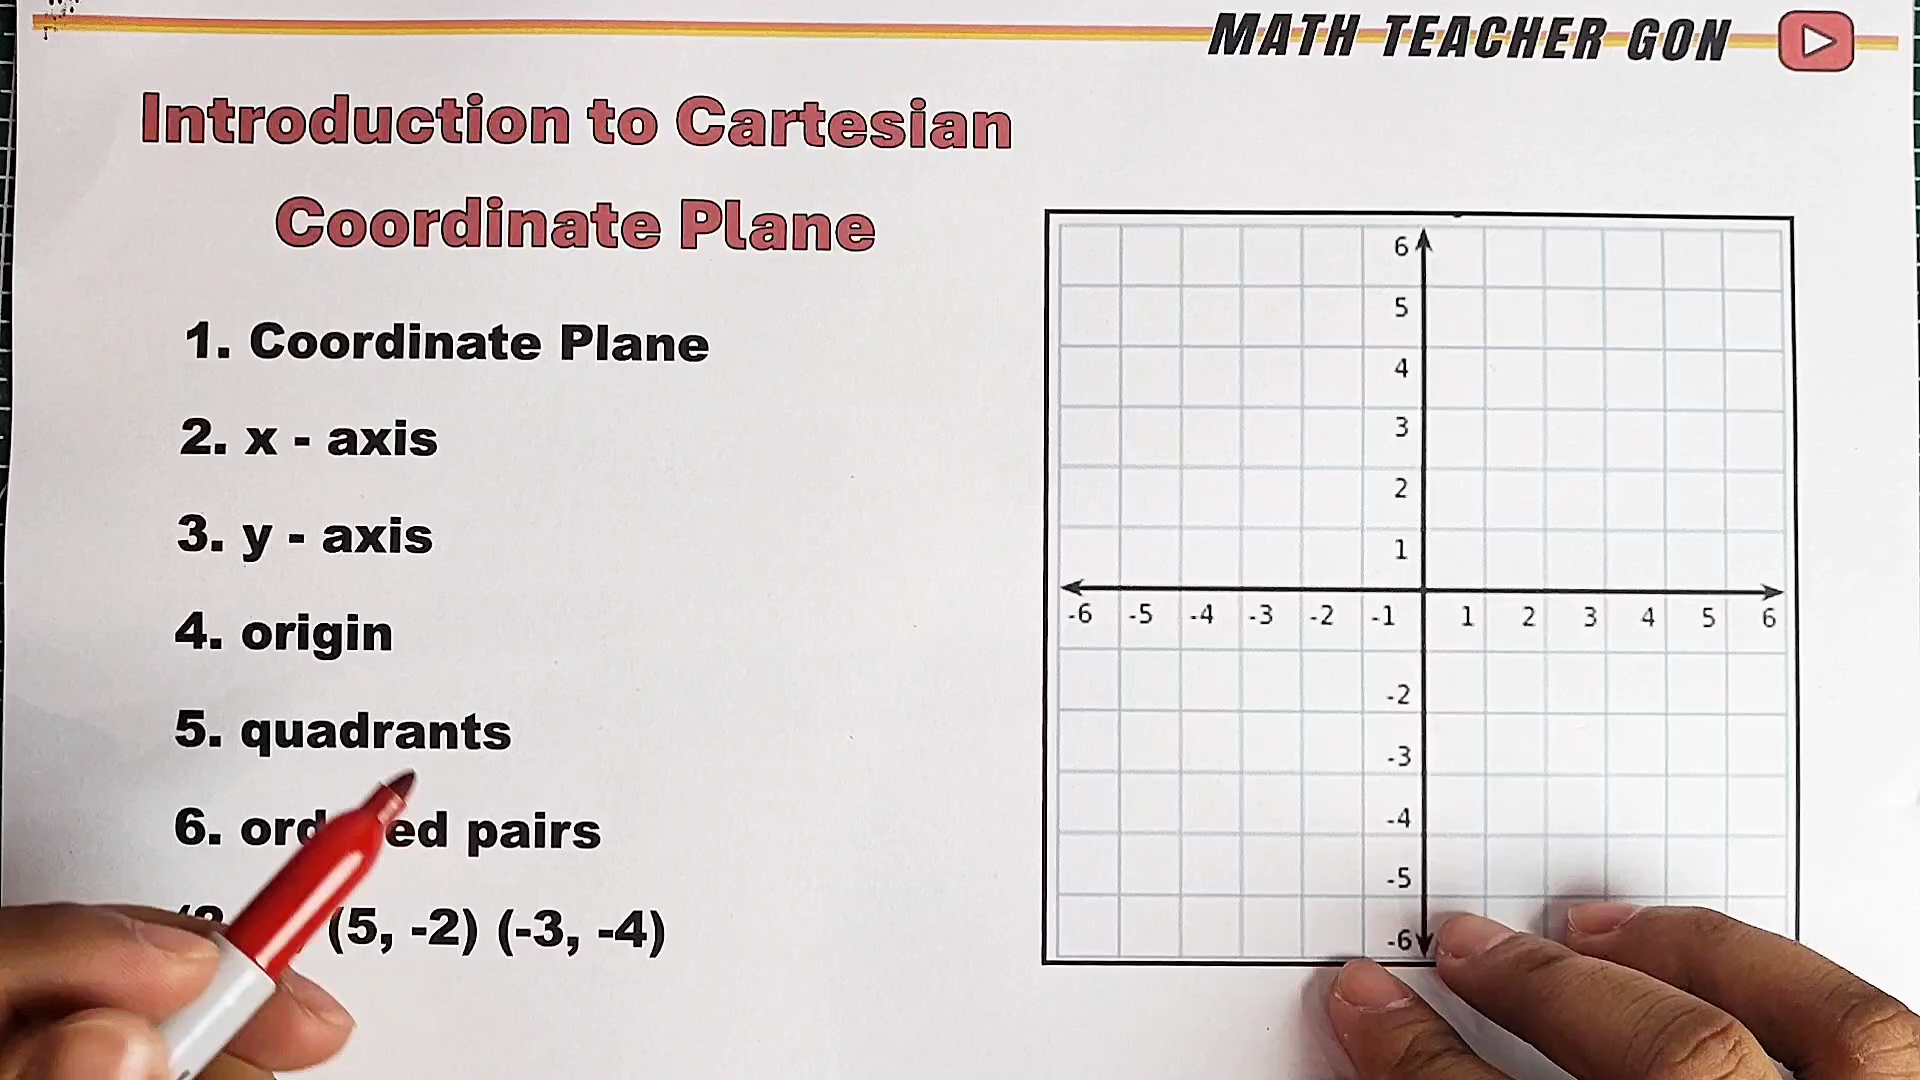 MATH TEACHER GON
Introduction to Cartesian
Coordinate Plane
1. Coordinate Plane
2. x - axis
3. y - axis
4. origin
5. quadrants
6. pairs
(5, -2) (-3, -4)
6
5
4
3
2
1
-6 -5 -4 -3 -2 -1 1 2 3 4 5 6
-2
-3
-4
-5
-6